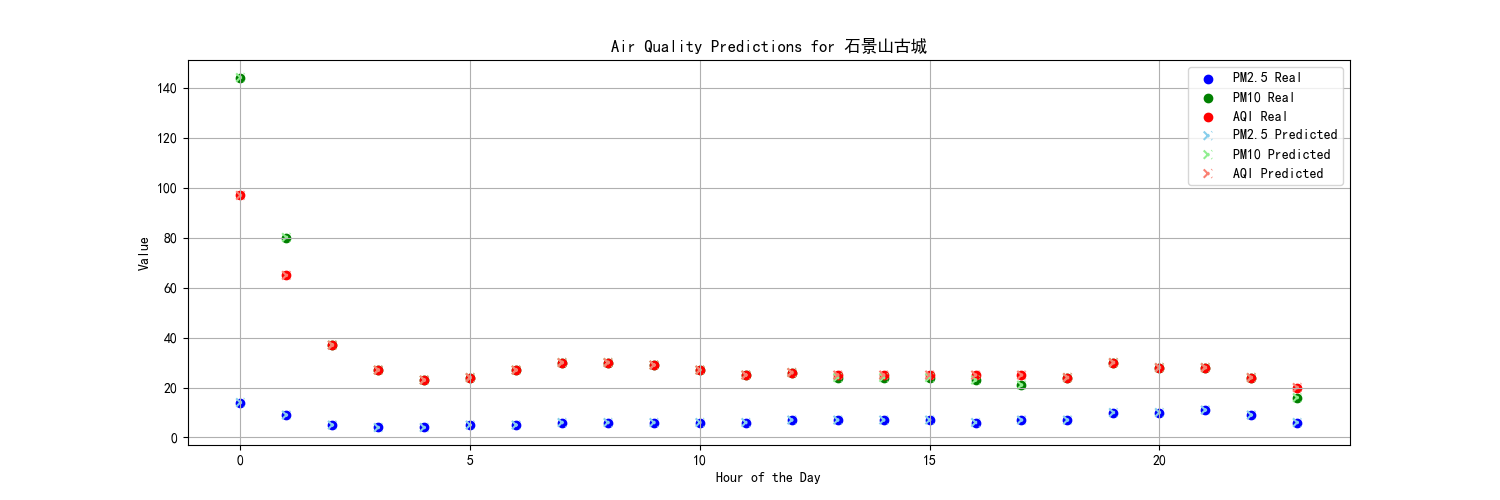 Air Quality Predictions for 石景山古城
PM2.5 Real
PM10 Real
AQI Real
PM2.5 Predicted
PM10 Predicted
AQI Predicted
Value
140
120
100
80
60
40
20
0
0 5 10 15 20
Hour of the Day